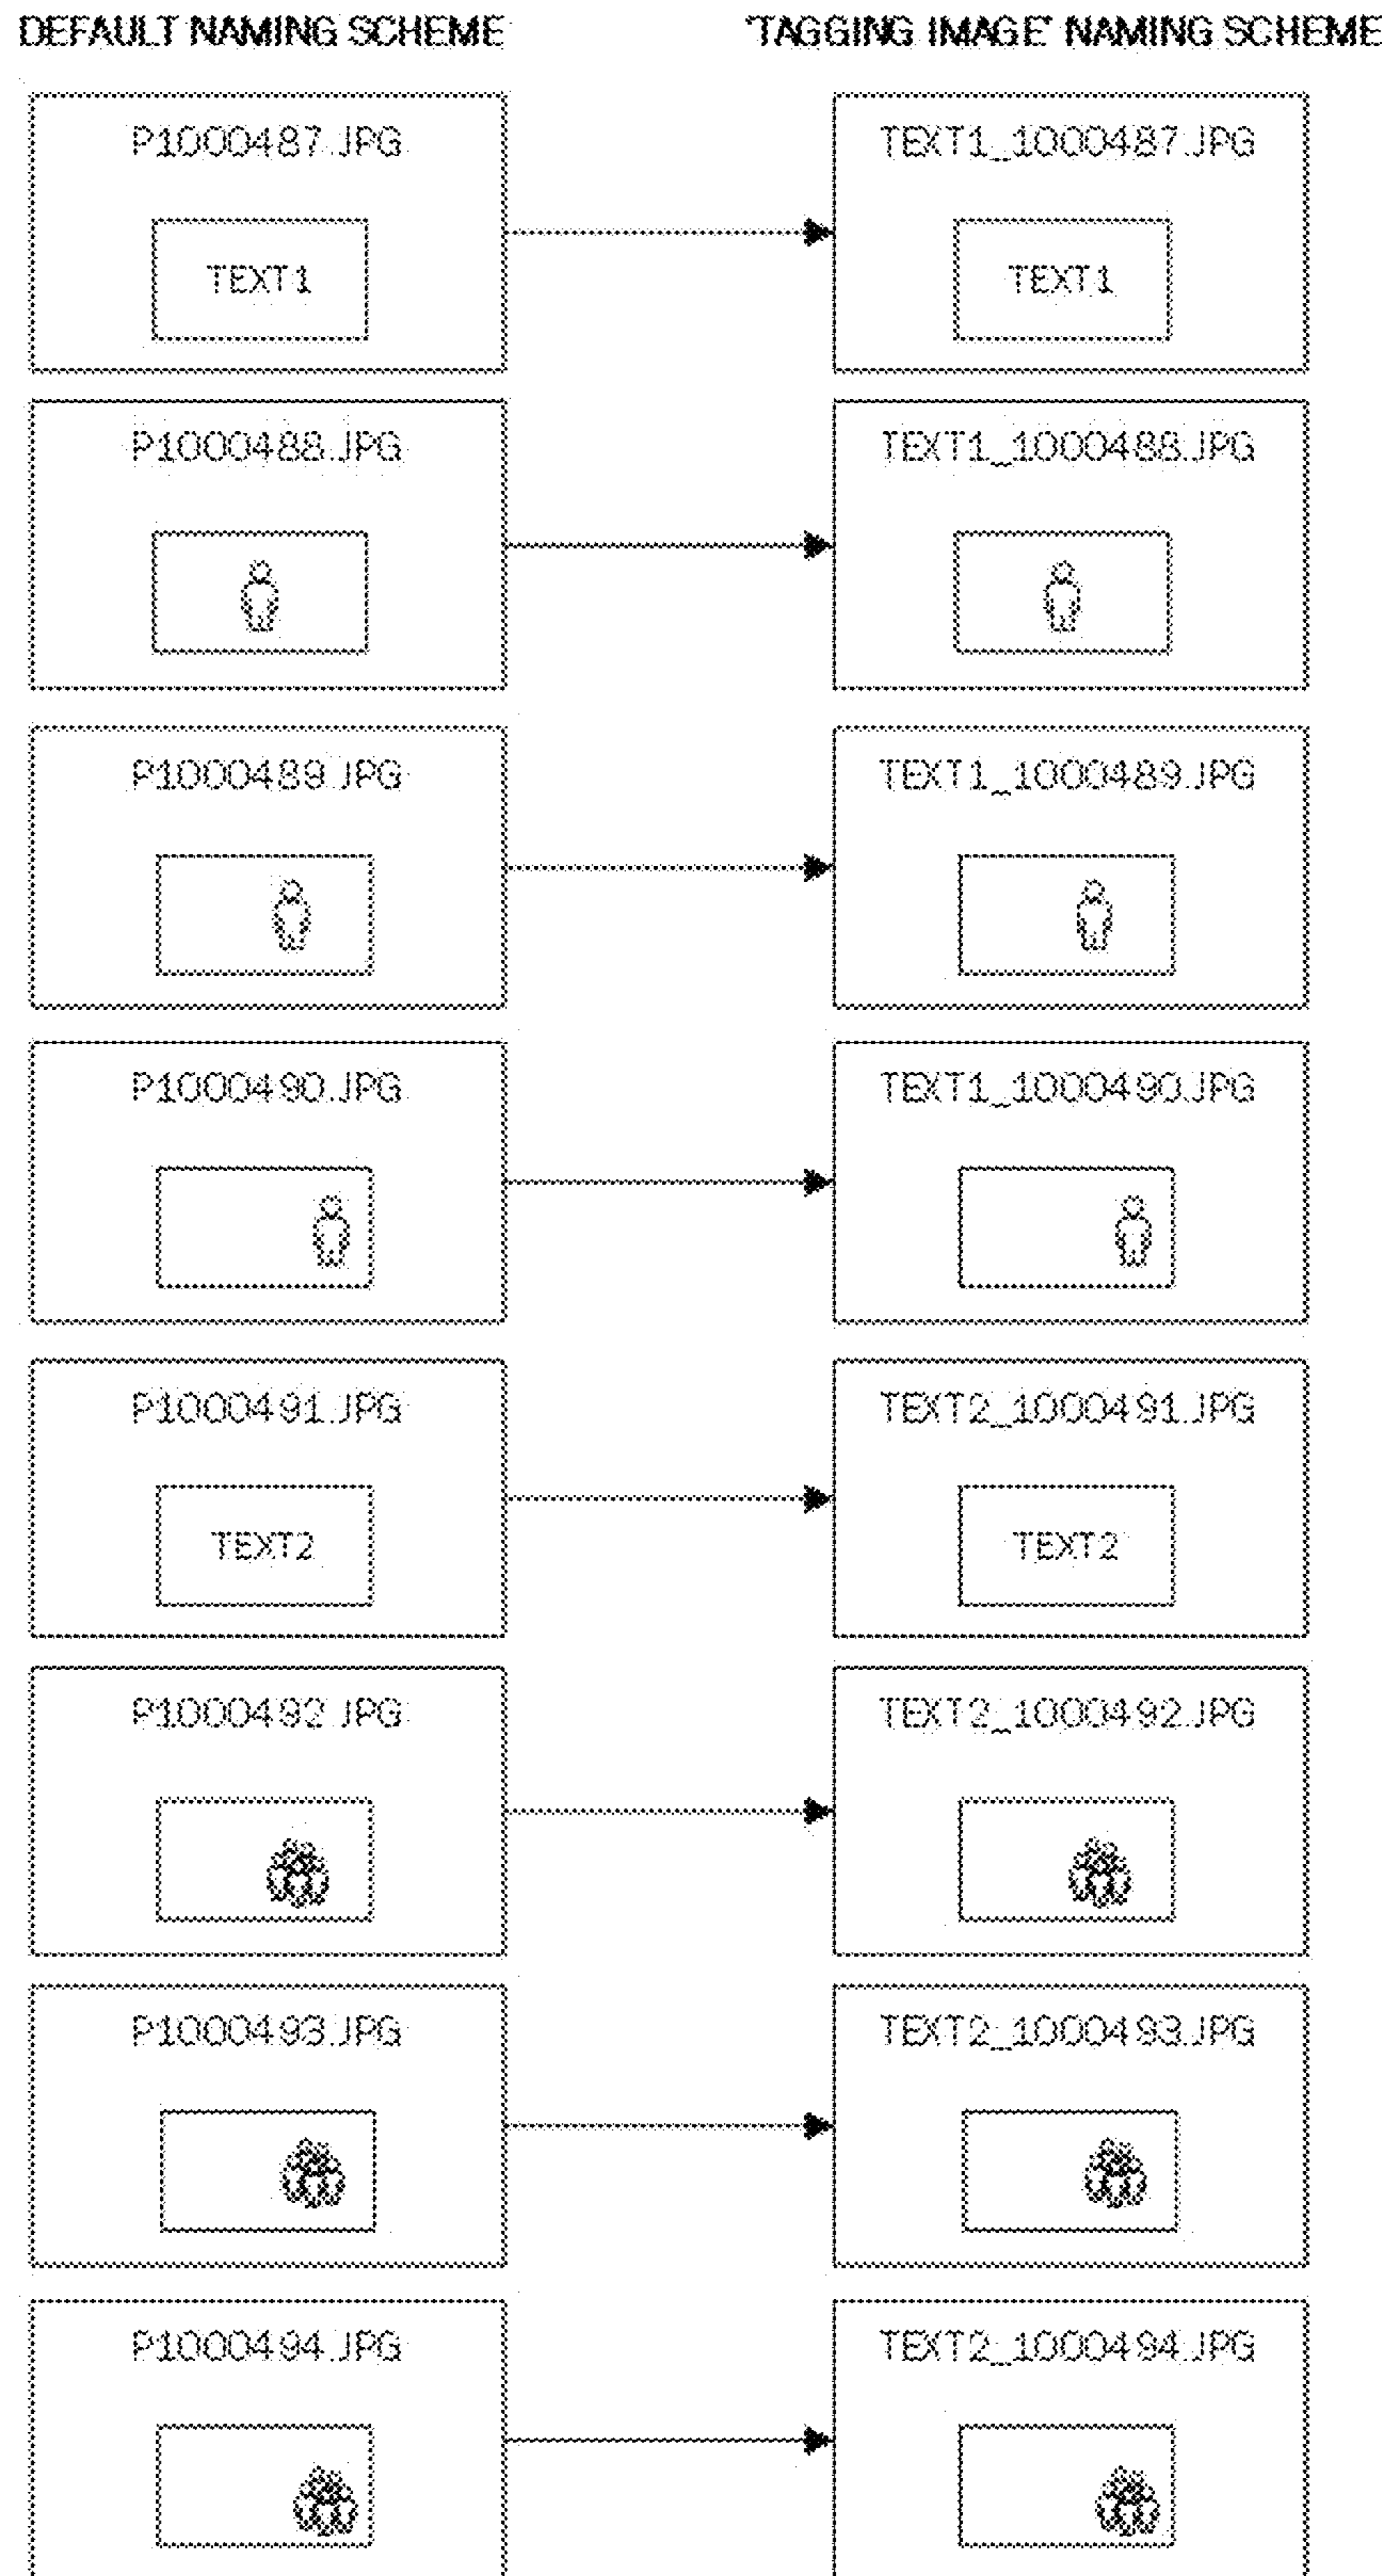 DEFAULT NAMING SCHEME
'TAGGING IMAGE' NAMING SCHEME
P1000487.JPG
TEXT1_1000487.JPG
TEXT1
TEXT1
P1000488.JPG
TEXT1_1000488.JPG
P1000489.JPG
TEXT1_1000489.JPG
P1000490.JPG
TEXT1_1000490.JPG
P1000491.JPG
TEXT2_1000491.JPG
TEXT2
TEXT2
P1000492.JPG
TEXT2_1000492.JPG
P1000493.JPG
TEXT2_1000493.JPG
P1000494.JPG
TEXT2_1000494.JPG